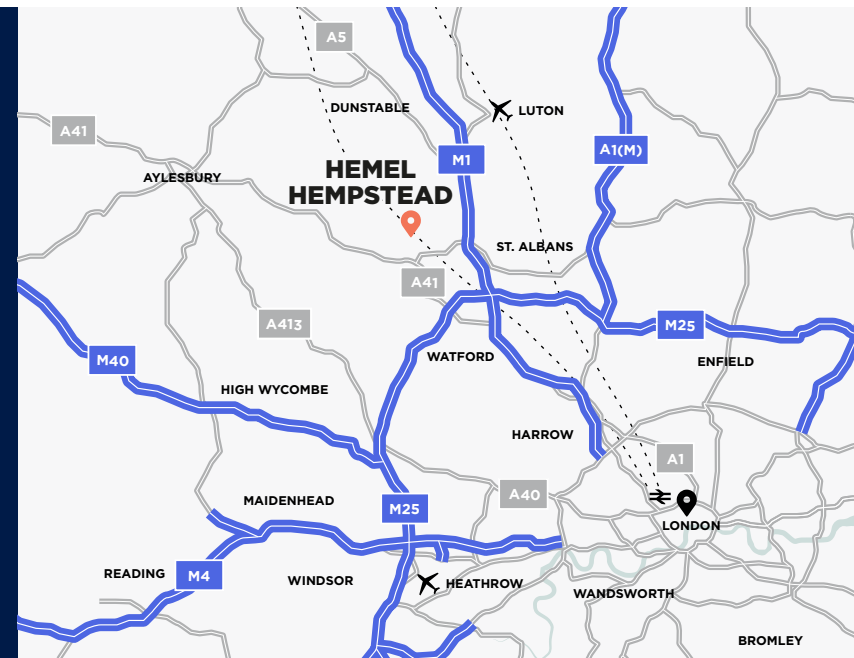 A5
DUNSTABLE
LUTON
A41
M1
A1(M)
AYLESBURY
HEMEL
HEMPSTEAD
ST. ALBANS
A41
A413
M25
M40
WATFORD
ENFIELD
HIGH WYCOMBE
HARROW
A1
A40
MAIDENHEAD
M25
LONDON
READING
M4
WINDSOR
HEATHROW
WANDSWORTH
BROMLEY